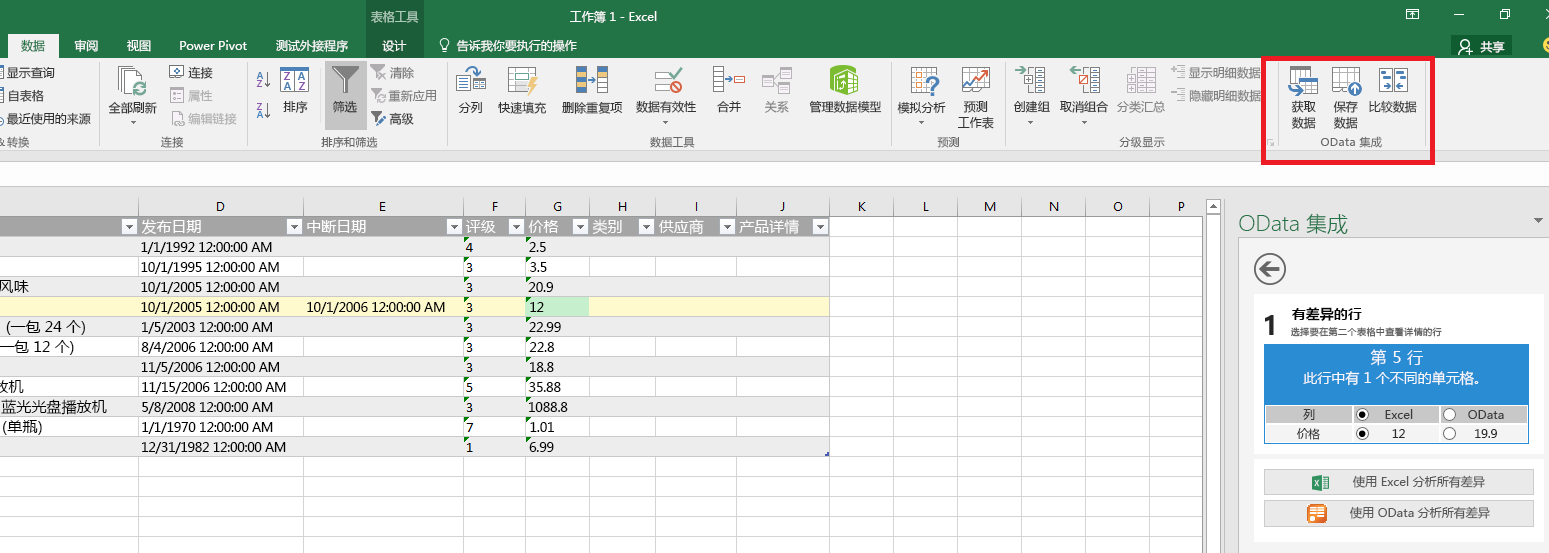 表格工具
工作簿 1 - Excel
数据 审阅 视图 Power Pivot 测试外接程序 设计 告诉我你要执行的操作 共享
显示查询
自表格
最近使用的来源
转换
全部刷新
连接
属性
编辑链接
连接
排序
筛选
清除
重新应用
高级
排序和筛选
分列
快速填充
删除重复项
数据有效性
合并
关系
管理数据模型
数据工具
模拟分析
预测
工作表
预测
创建组
取消组合
分类汇总
显示明细数据
隐藏明细数据
分级显示
获取
数据
保存
数据
比较数据
OData 集成
D E F G H I J K L M N O P
发布日期 中断日期 评级 价格 类别 供应商 产品详情
1/1/1992 12:00:00 AM 4 2.5
10/1/1995 12:00:00 AM 3 3.5
风味 10/1/2005 12:00:00 AM 3 20.9
10/1/2005 12:00:00 AM 10/1/2006 12:00:00 AM 3 12
(一包 24 个) 1/5/2003 12:00:00 AM 3 22.99
一包 12 个) 8/4/2006 12:00:00 AM 3 22.8
11/5/2006 12:00:00 AM 3 18.8
放机 11/15/2006 12:00:00 AM 5 35.88
蓝光光盘播放机 5/8/2008 12:00:00 AM 3 1088.8
(单瓶) 1/1/1970 12:00:00 AM 7 1.01
12/31/1982 12:00:00 AM 1 6.99
OData 集成
1 有差异的行
选择要在第二个表格中查看详情的行
第 5 行
此行中有 1 个不同的单元格。
列 Excel OData
价格 12 19.9
使用 Excel 分析所有差异
使用 OData 分析所有差异